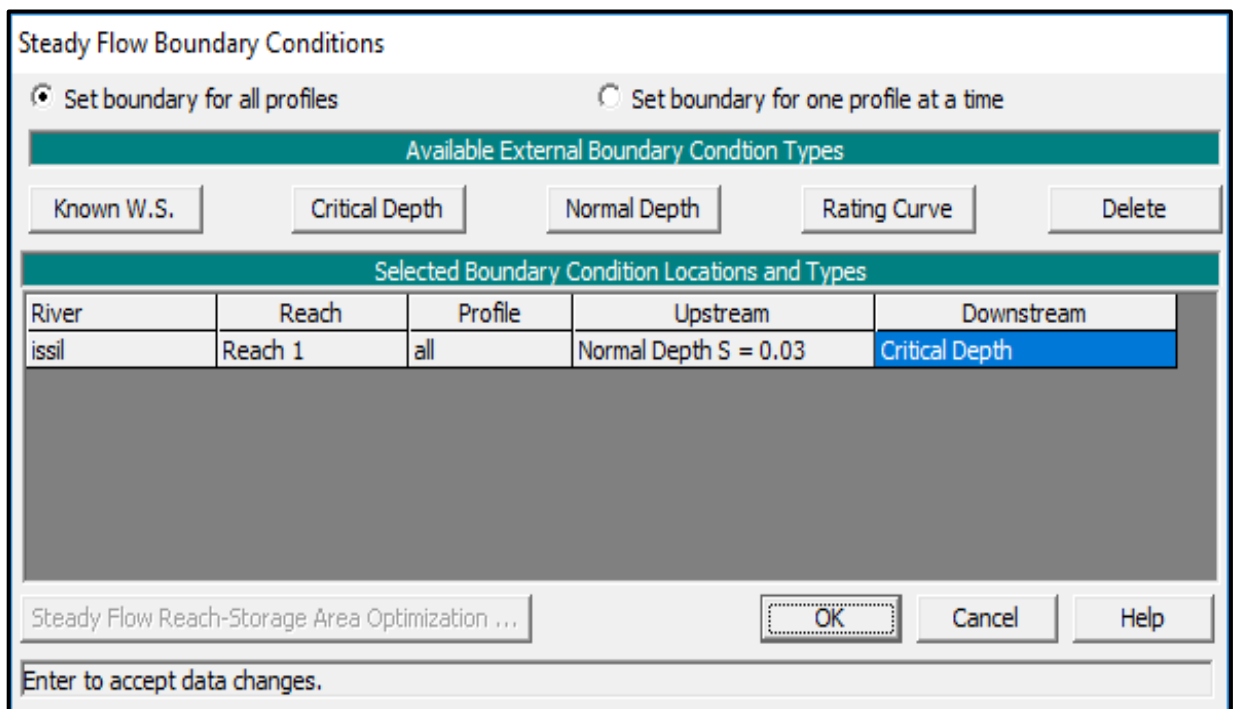 Steady Flow Boundary Conditions
Set boundary for all profiles Set boundary for one profile at a time
Available External Boundary Condtion Types
Known W.S. Critical Depth Normal Depth Rating Curve Delete
Selected Boundary Condition Locations and Types
River Reach Profile Upstream Downstream
issil Reach 1 all Normal Depth S = 0.03 Critical Depth
Steady Flow Reach-Storage Area Optimization ... OK Cancel Help
Enter to accept data changes.